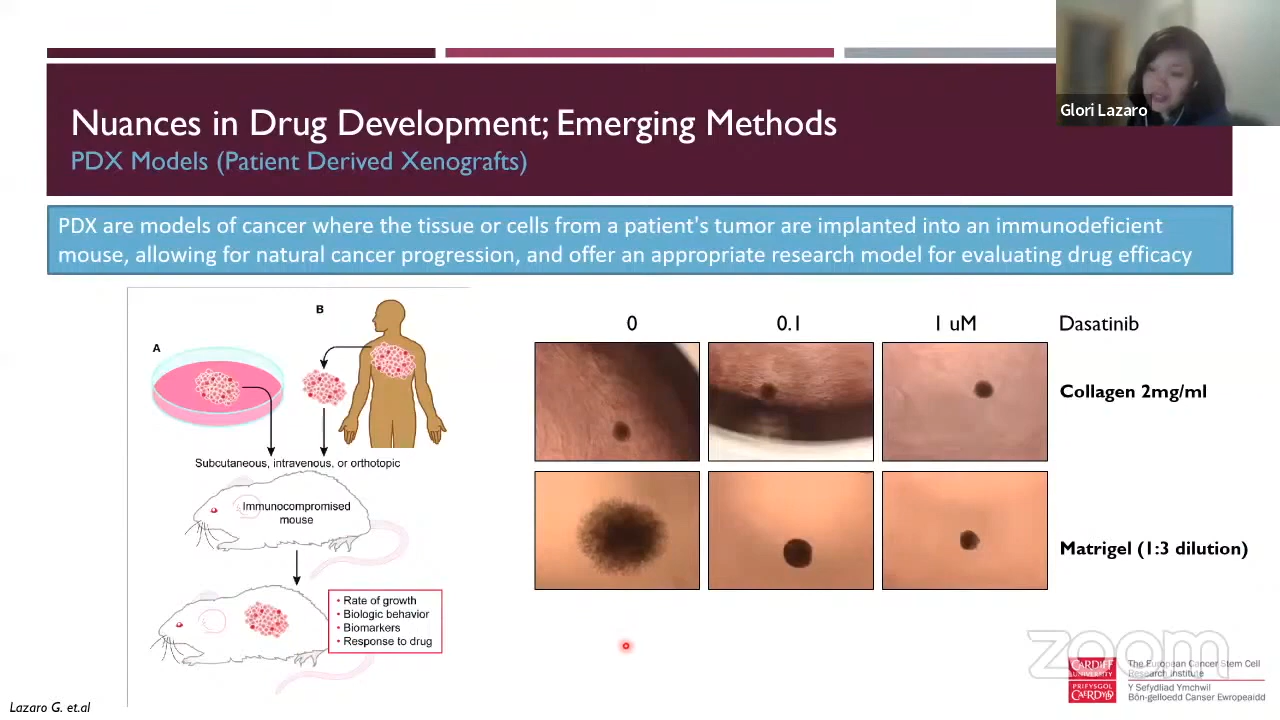 Glori Lazaro
Nuances in Drug Development; Emerging Methods
PDX Models (Patient Derived Xenografts)
PDX are models of cancer where the tissue or cells from a patient's tumor are implanted into an immunodeficient
mouse, allowing for natural cancer progression, and offer an appropriate research model for evaluating drug efficacy
A
B
Subcutaneous, intravenous, or orthotopic
Immunocompromised
mouse
• Rate of growth
• Biologic behavior
• Biomarkers
• Response to drug
0 0.1 1 uM Dasatinib
Collagen 2mg/ml
Matrigel (1:3 dilution)
zoom
CARDIFF
UNIVERSITY
PRIFYSGOL
CAERDYDD
The European Cancer Stem Cell
Research Institute
Y Sefydliad Ymchwil
Bôn-gelloedd Canser Ewropeaidd
Lazaro G. et.al